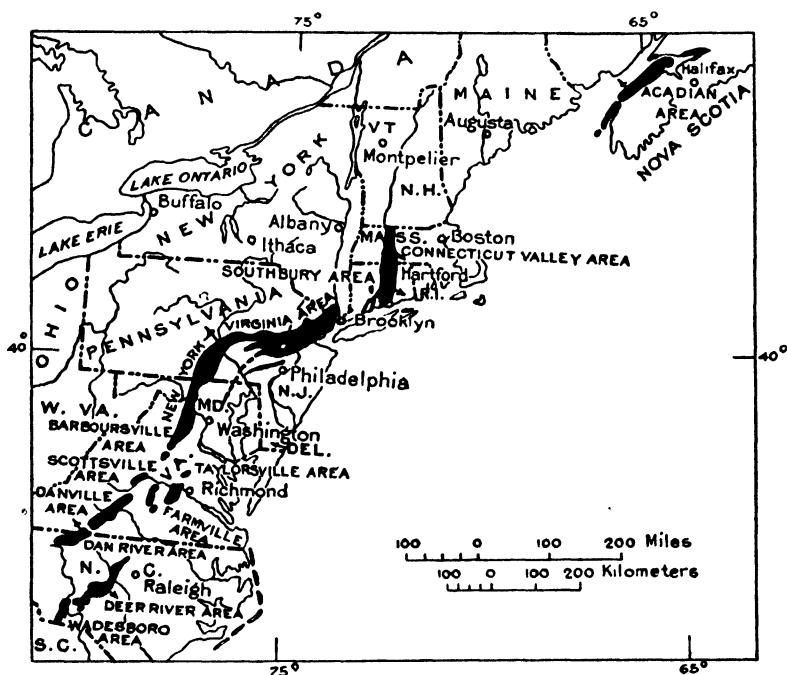 75°
65°
CANADA
MAINE
Halifax
ACADIAN
AREA
NOVA SCOTIA
VT
Augusta
Montpelier
N.H.
LAKE ONTARIO
NEW YORK
Buffalo
LAKE ERIE
Albany
MASS.
Boston
Ithaca
CONNECTICUT VALLEY AREA
SOUTHBURY AREA
Hartford
R.I.
OHIO
PENNSYLVANIA
NEW YORK - VIRGINIA AREA
Brooklyn
40°
40°
Philadelphia
N.J.
W. VA.
MD.
BARBOURSVILLE
AREA
Washington
DEL.
SCOTTSVILLE
AREA
VA.
TAYLORSVILLE AREA
DANVILLE
AREA
Richmond
FARMVILLE
AREA
DAN RIVER AREA
N. C.
Raleigh
DEER RIVER AREA
WADESBORO
AREA
S.C.
100 0 100 200 Miles
100 0 100 200 Kilometers
75°
65°